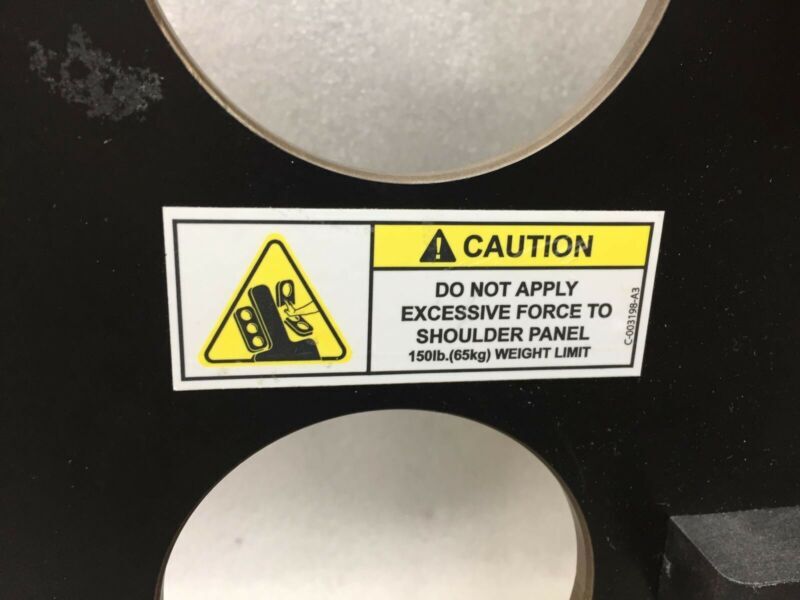 CAUTION
DO NOT APPLY
EXCESSIVE FORCE TO
SHOULDER PANEL
150lb.(65kg) WEIGHT LIMIT
C-003198-A3